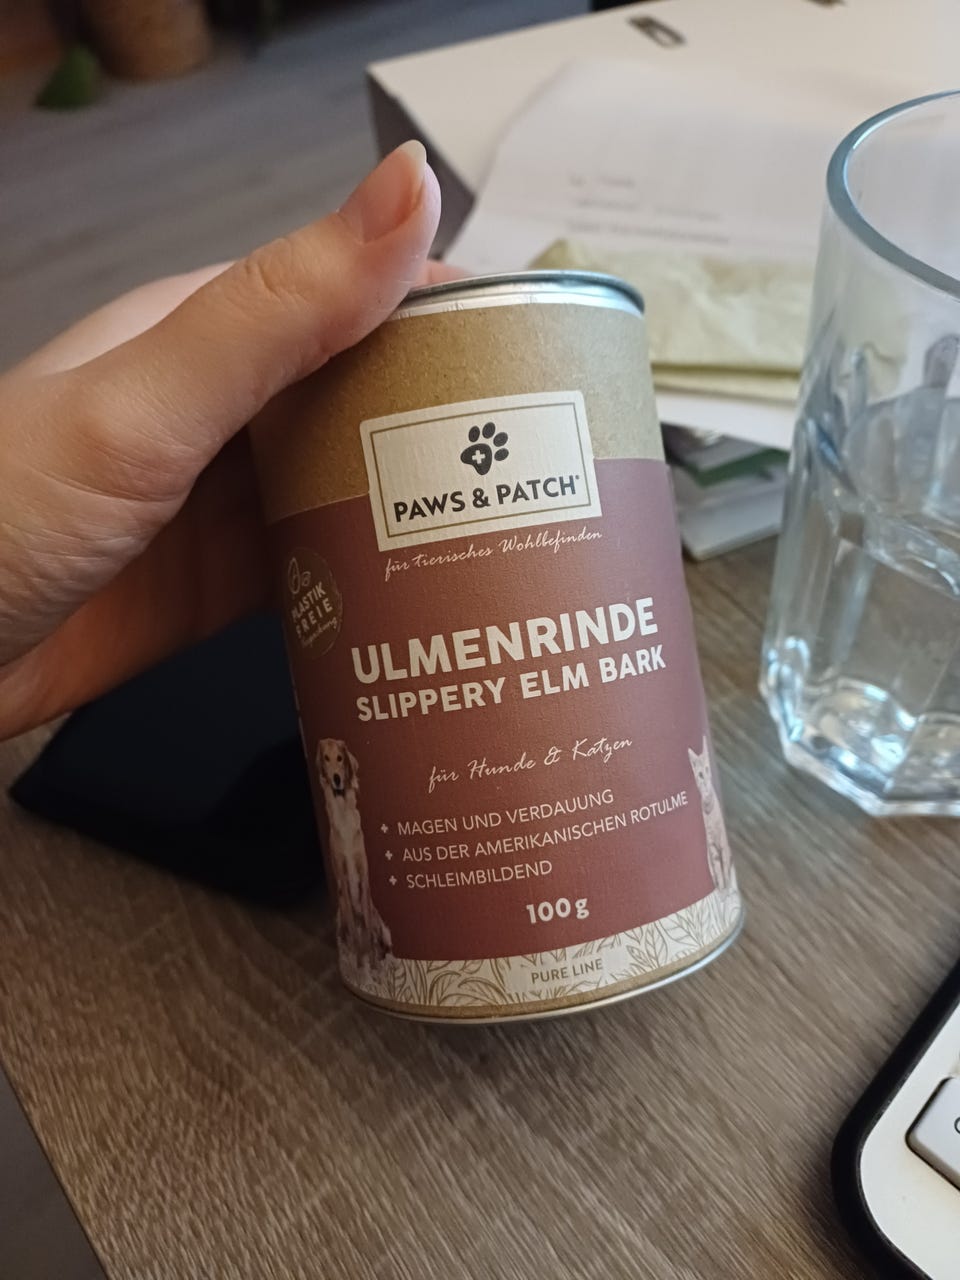 PAWS & PATCH®
für tierisches Wohlbefinden
PLASTIK
FREIE
Verpackung
ULMENRINDE
SLIPPERY ELM BARK
für Hunde & Katzen
+ MAGEN UND VERDAUUNG
+ AUS DER AMERIKANISCHEN ROTULME
+ SCHLEIMBILDEND
100g
PURE LINE